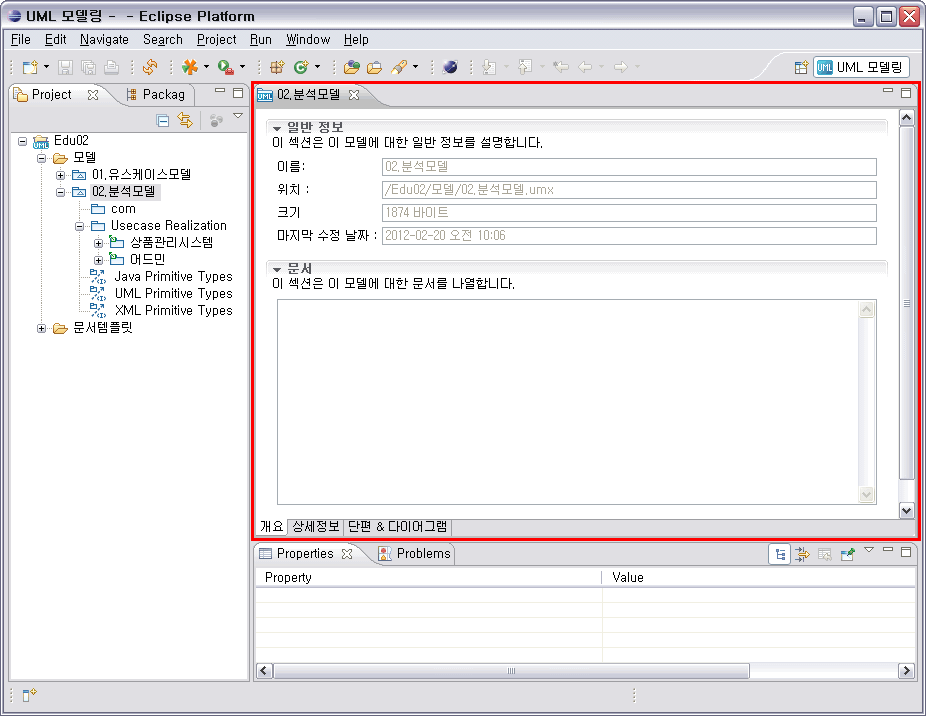 UML 모델링 - - Eclipse Platform
File Edit Navigate Search Project Run Window Help
UML UML 모델링
Project Packag
Edu02
모델
01.유스케이스모델
02.분석모델
com
Usecase Realization
상품관리시스템
어드민
Java Primitive Types
UML Primitive Types
XML Primitive Types
문서템플릿
UML 02.분석모델
일반 정보
이 섹션은 이 모델에 대한 일반 정보를 설명합니다.
이름: 02.분석모델
위치 : /Edu02/모델/02.분석모델.umx
크기 1874 바이트
마지막 수정 날짜 : 2012-02-20 오전 10:06
문서
이 섹션은 이 모델에 대한 문서를 나열합니다.
개요 상세정보 단편 & 다이어그램
Properties Problems
Property Value